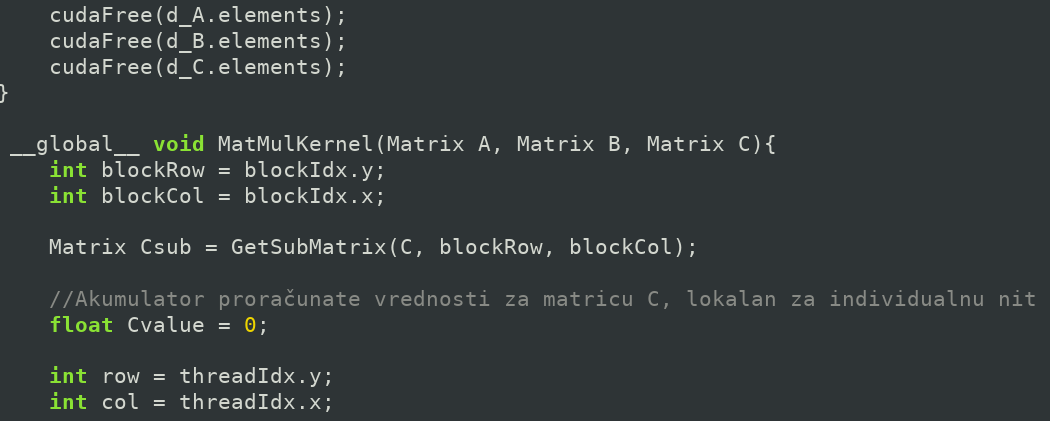 cudaFree(d_A.elements);
cudaFree(d_B.elements);
cudaFree(d_C.elements);
}
__global__ void MatMulKernel(Matrix A, Matrix B, Matrix C){
int blockRow = blockIdx.y;
int blockCol = blockIdx.x;
Matrix Csub = GetSubMatrix(C, blockRow, blockCol);
//Akumulator proračunate vrednosti za matricu C, lokalan za individualnu nit
float Cvalue = 0;
int row = threadIdx.y;
int col = threadIdx.x;